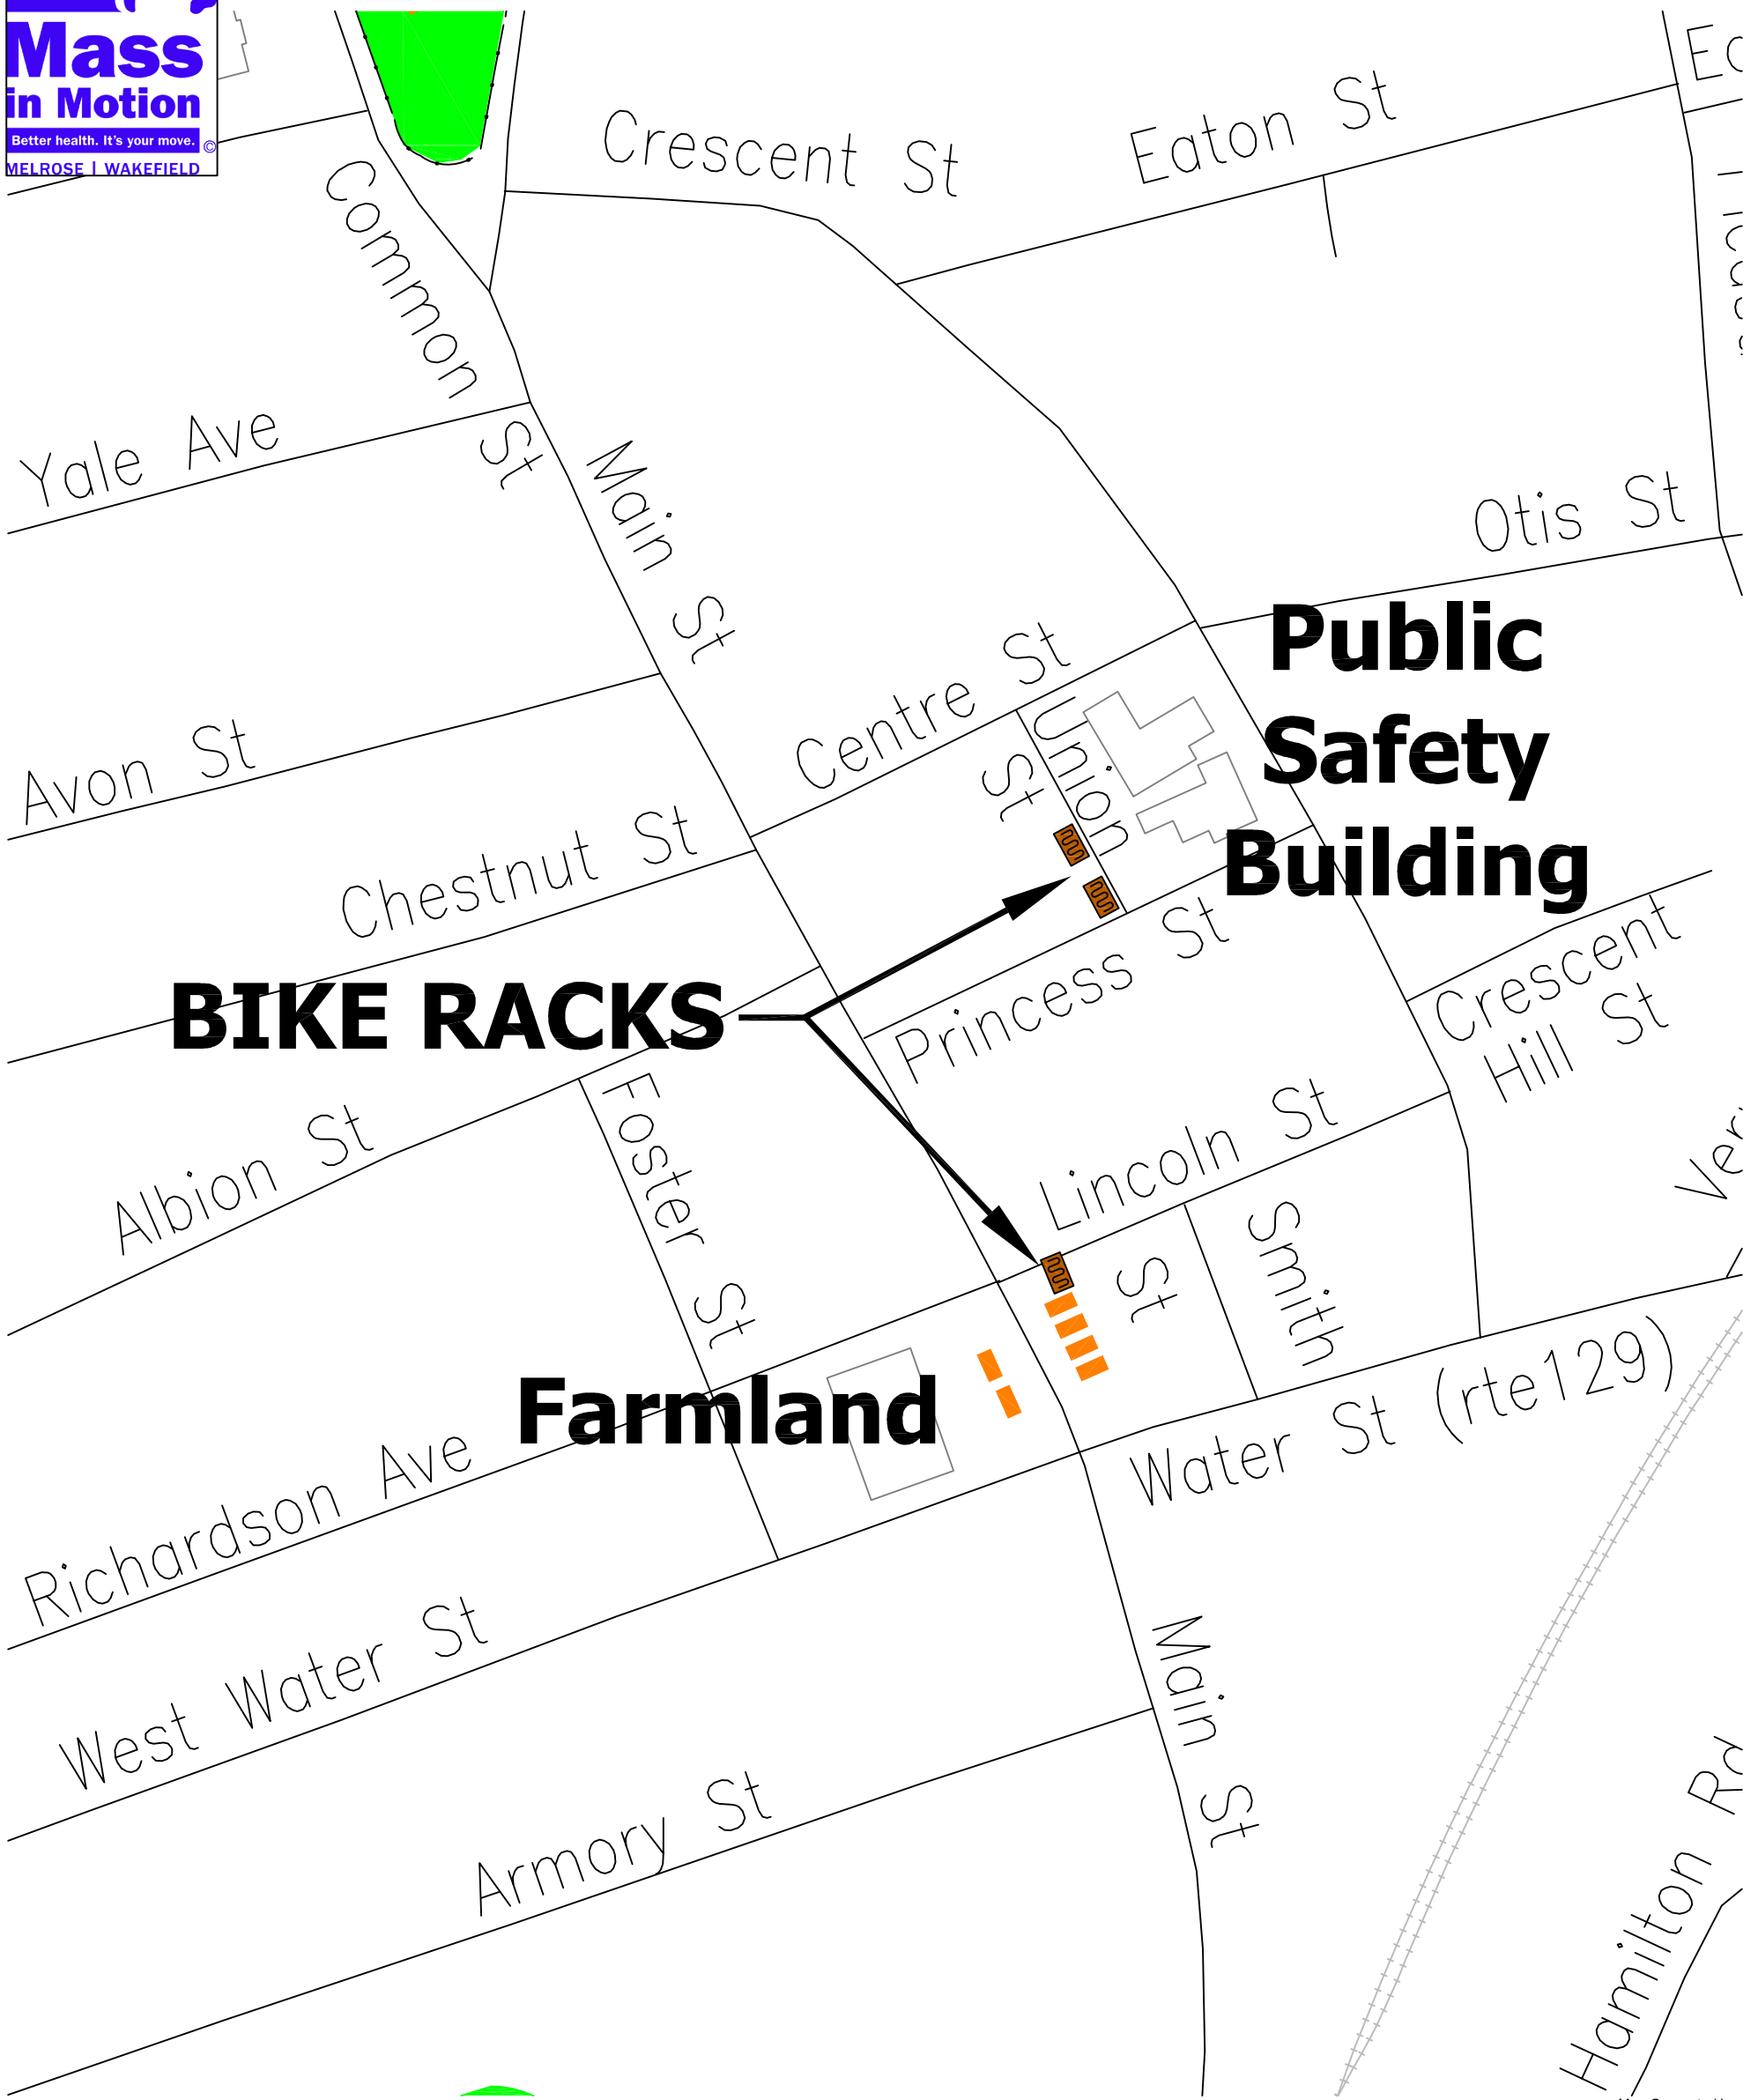 Mass
in Motion
Better health. It's your move.
©
MELROSE | WAKEFIELD
Crescent St
Eaton St
Common St
Yale Ave
Main St
Otis St
Public
Safety
Building
Centre St
Union St
Avon St
Chestnut St
BIKE RACKS
Princess St
Crescent
Hill St
Foster St
Lincoln St
Albion St
Smith St
Farmland
Water St (rte129)
Richardson Ave
West Water St
Main St
Armory St
Hamilton Rd